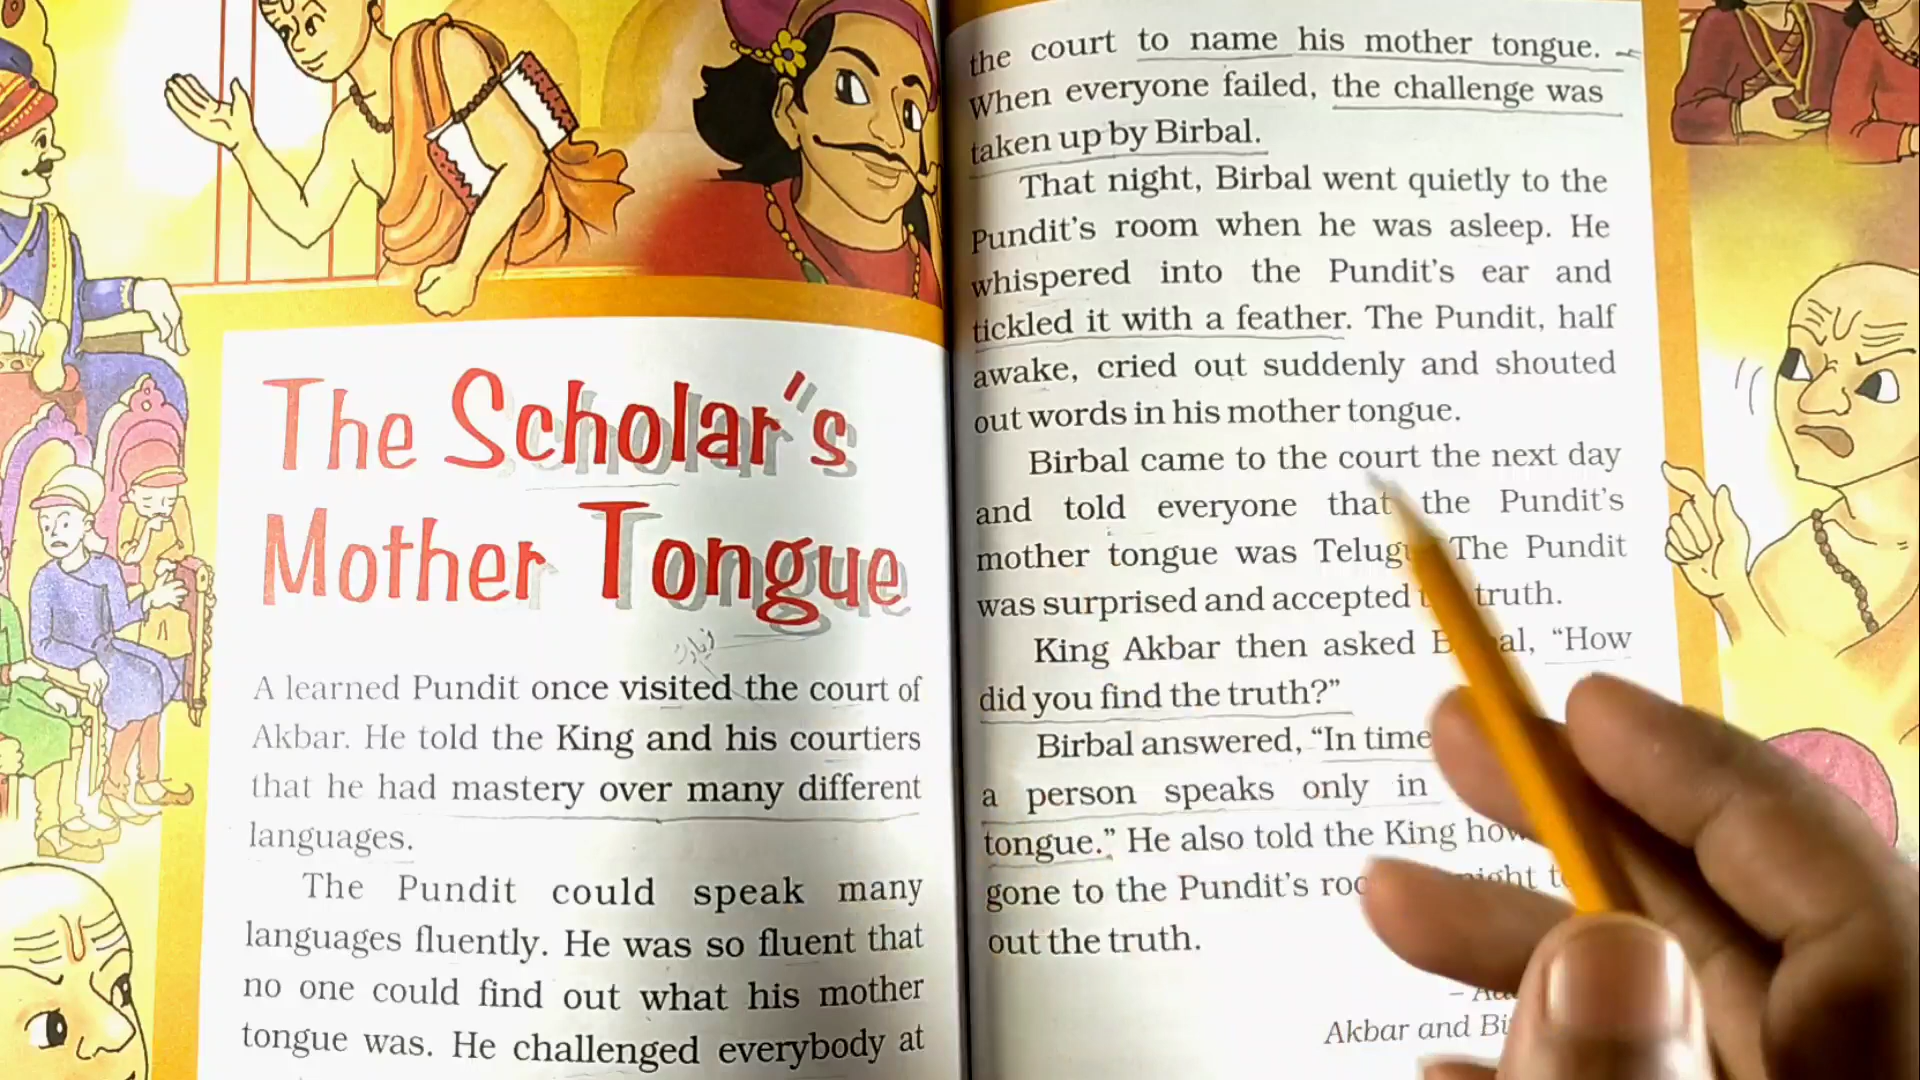 The Scholar's
Mother Tongue
A learned Pundit once visited the court of
Akbar. He told the King and his courtiers
that he had mastery over many different
languages.
The Pundit could speak many
languages fluently. He was so fluent that
no one could find out what his mother
tongue was. He challenged everybody at
the court to name his mother tongue.
When everyone failed, the challenge was
taken up by Birbal.
That night, Birbal went quietly to the
Pundit's room when he was asleep. He
whispered into the Pundit's ear and
tickled it with a feather. The Pundit, half
awake, cried out suddenly and shouted
out words in his mother tongue.
Birbal came to the court the next day
and told everyone that the Pundit's
mother tongue was Telugu. The Pundit
was surprised and accepted truth.
King Akbar then asked "How
did you find the truth?"
Birbal answered, "In time
a person speaks only in
tongue." He also told the King
gone to the Pundit's
out the truth.
Akbar and